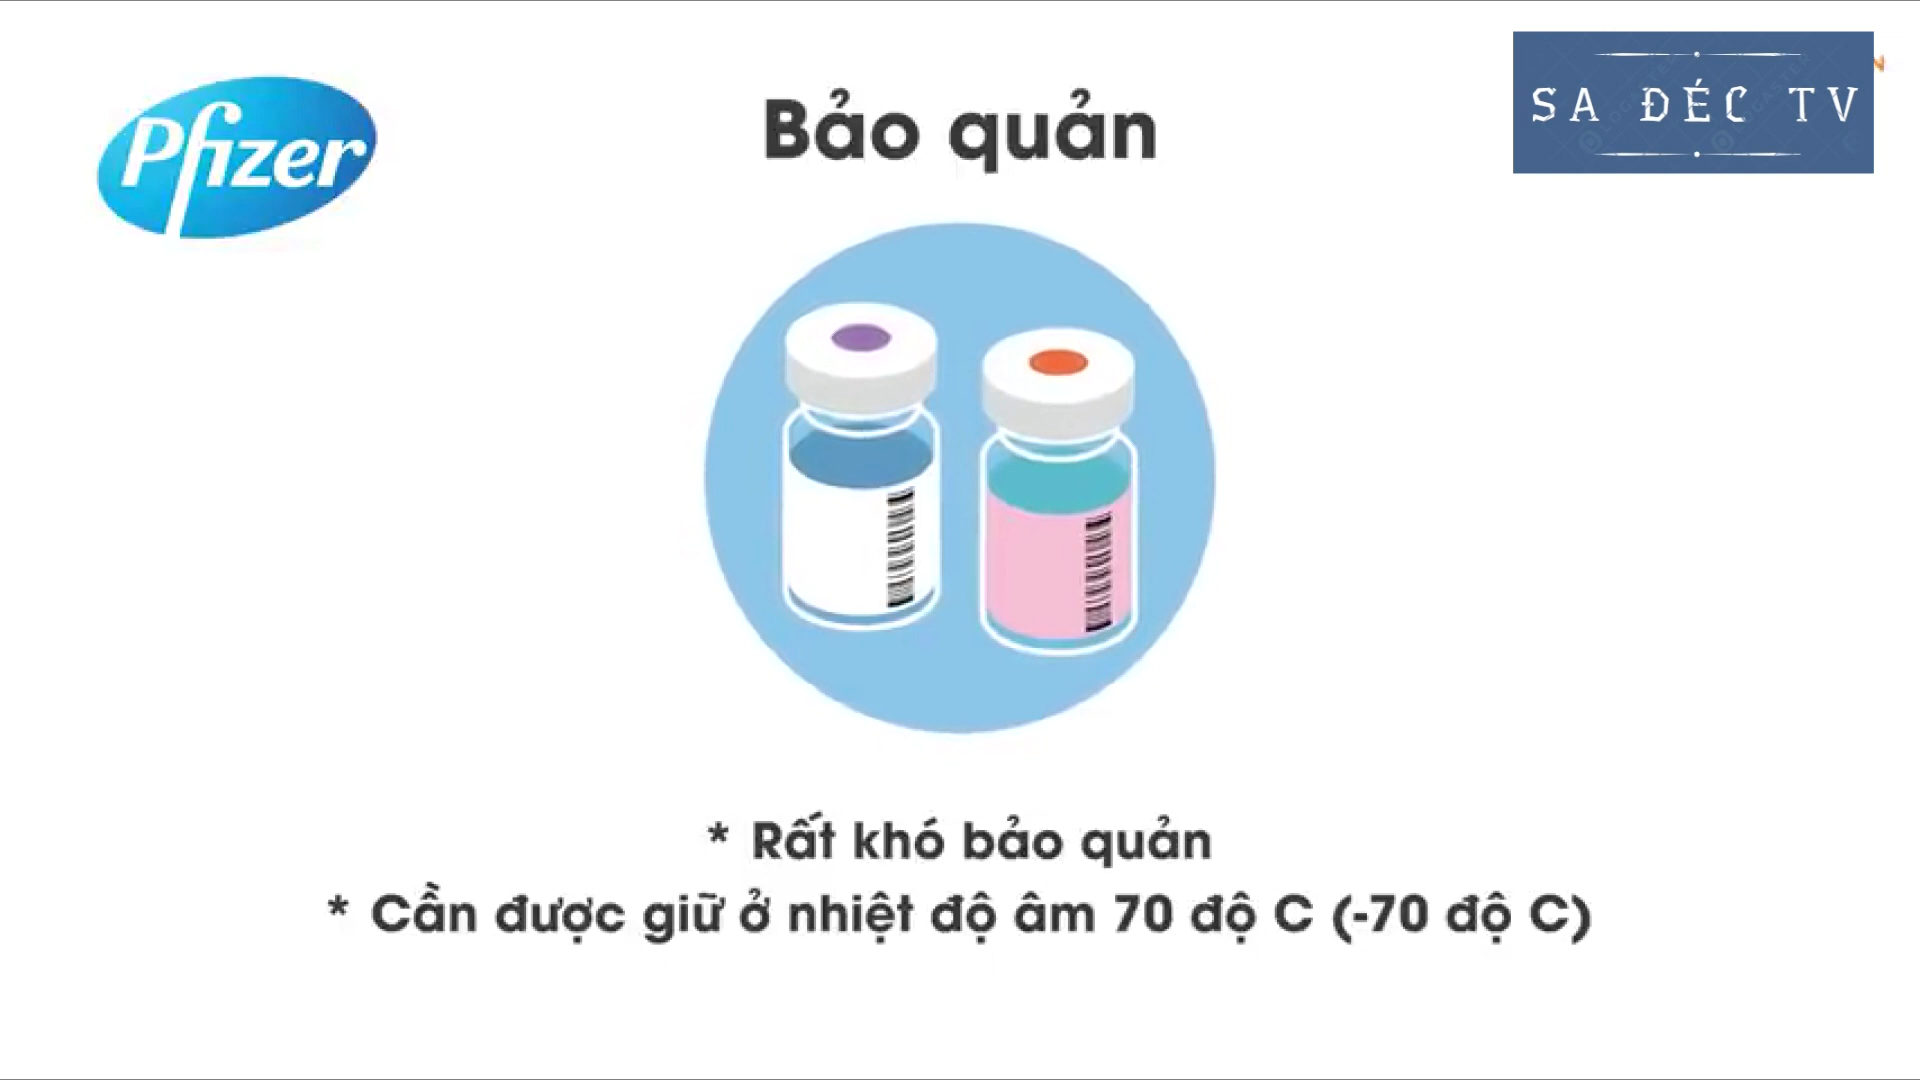 Pfizer
Bảo quản
SA ĐÉC TV
* Rất khó bảo quản
* Cần được giữ ở nhiệt độ âm 70 độ C (-70 độ C)